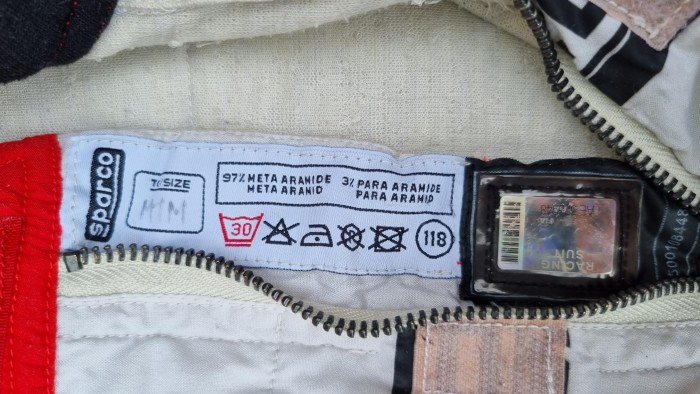 sparco
SIZE
97% META ARAMIDE 3% PARA ARAMIDE
META ARAMID PARA ARAMID
30
118
RACING
SUIT